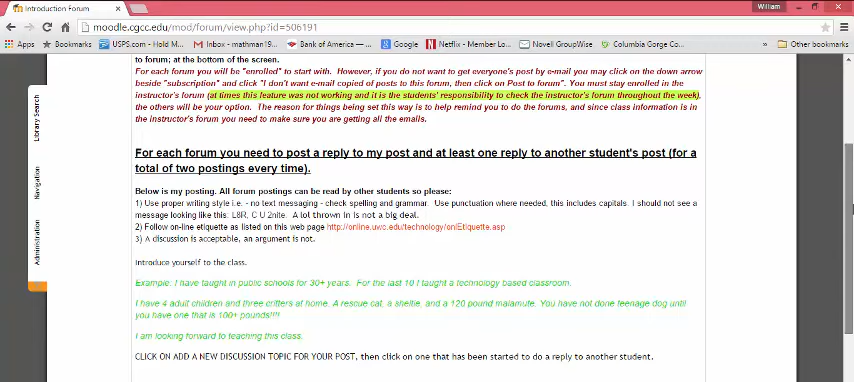 Introduction Forum
William
moodle.cgcc.edu/mod/forum/view.php?id=506191
Apps Bookmarks USPS.com - Hold M... Inbox - mathman19... Bank of America — ... Google Netflix - Member Lo... Novell GroupWise Columbia Gorge Co... » Other bookmarks
to forum; at the bottom of the screen.
For each forum you will be "enrolled" to start with. However, if you do not want to get everyone's post by e-mail you may click on the down arrow
beside "subscription" and click "I don't want e-mail copied of posts to this forum, then click on Post to forum". You must stay enrolled in the
instructor's forum (at times this feature was not working and it is the students' responsibility to check the instructor's forum throughout the week),
the others will be your option. The reason for things being set this way is to help remind you to do the forums, and since class information is in
the instructor's forum you need to make sure you are getting all the emails.
Library Search
Navigation
Administration
For each forum you need to post a reply to my post and at least one reply to another student's post (for a
total of two postings every time).
Below is my posting. All forum postings can be read by other students so please:
1) Use proper writing style i.e. - no text messaging - check spelling and grammar. Use punctuation where needed, this includes capitals. I should not see a
message looking like this: L8R, C U 2nite. A lot thrown in is not a big deal.
2) Follow on-line etiquette as listed on this web page http://online.uwc.edu/technology/onlEtiquette.asp
3) A discussion is acceptable, an argument is not.
Introduce yourself to the class.
Example: I have taught in public schools for 30+ years. For the last 10 I taught a technology based classroom.
I have 4 adult children and three critters at home. A rescue cat, a sheltie, and a 120 pound malamute. You have not done teenage dog until
you have one that is 100+ pounds!!!!
I am looking forward to teaching this class.
CLICK ON ADD A NEW DISCUSSION TOPIC FOR YOUR POST, then click on one that has been started to do a reply to another student.